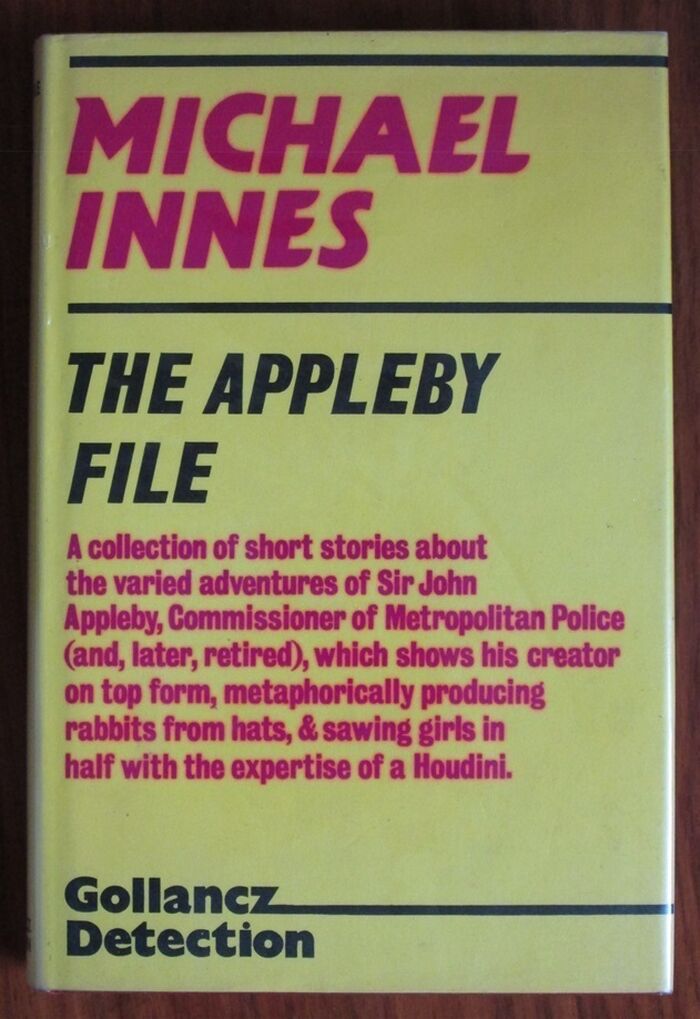 MICHAEL
INNES
THE APPLEBY
FILE
A collection of short stories about
the varied adventures of Sir John
Appleby, Commissioner of Metropolitan Police
(and, later, retired), which shows his creator
on top form, metaphorically producing
rabbits from hats, & sawing girls in
half with the expertise of a Houdini.
Gollancz
Detection